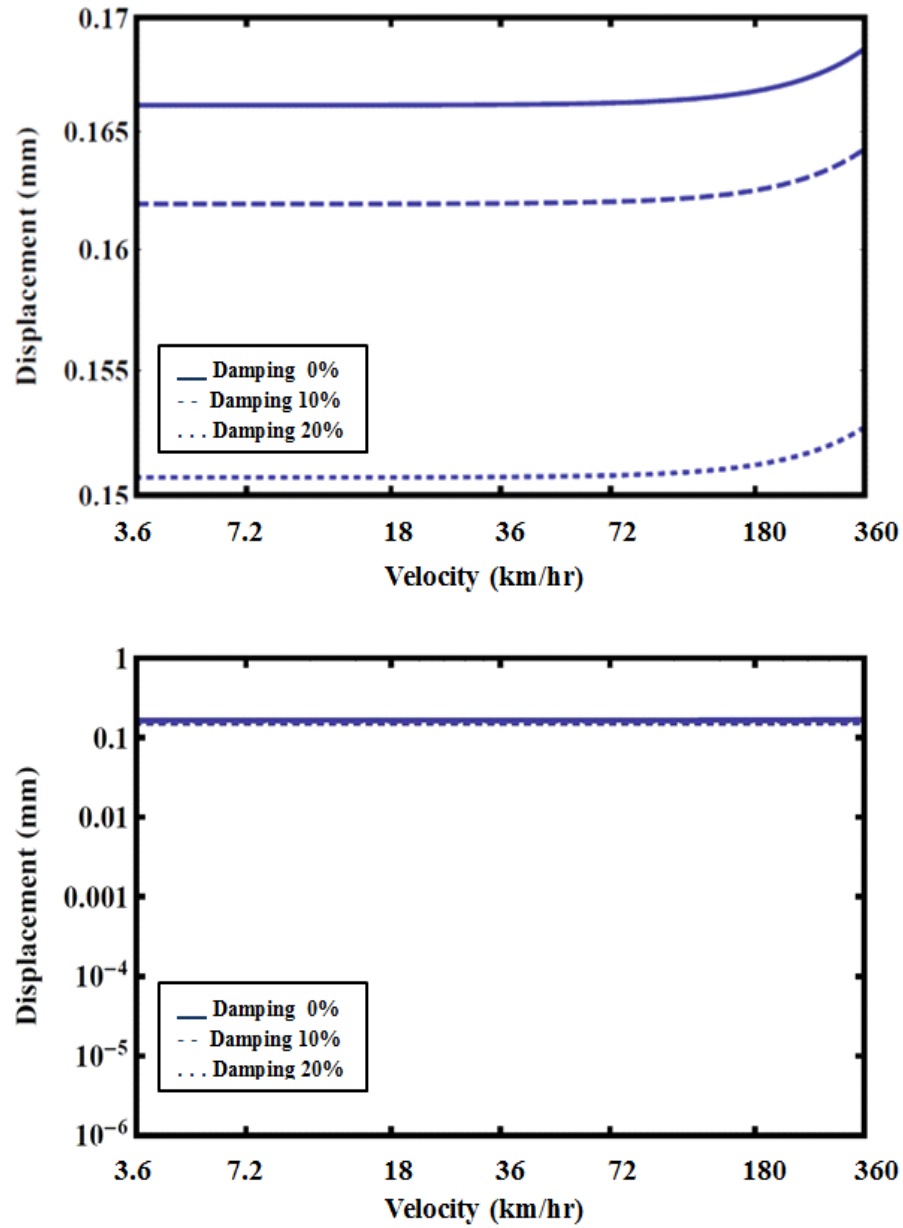 0.17
0.165
0.16
0.155
0.15
Displacement (mm)
Damping 0%
Damping 10%
Damping 20%
3.6 7.2 18 36 72 180 360
Velocity (km/hr)
1
0.1
0.01
0.001
10⁻⁴
10⁻⁵
10⁻⁶
Displacement (mm)
Damping 0%
Damping 10%
Damping 20%
3.6 7.2 18 36 72 180 360
Velocity (km/hr)